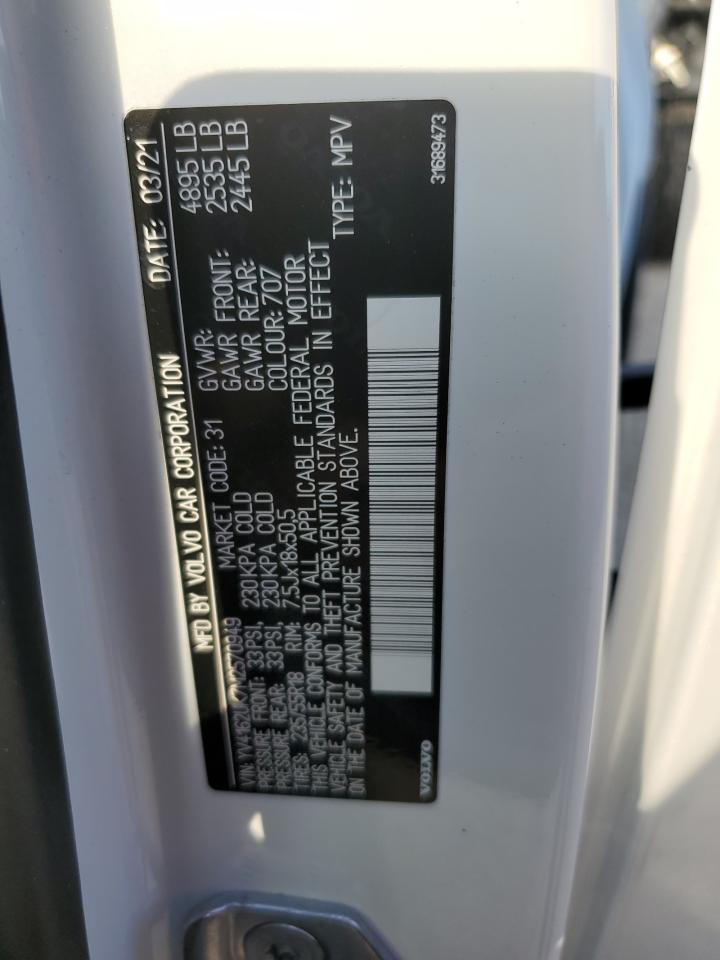 MFD BY VOLVO CAR CORPORATION DATE: 03/21
VIN: MARKET CODE: 31 GVWR: 4895 LB
PRESSURE FRONT: 33PSI, 230KPA COLD GAWR FRONT: 2535 LB
PRESSURE REAR: 33PSI, 230KPA COLD GAWR REAR: 2445 LB
TIRES: 235/55R18 RIM: 7.5Jx18x50,5 COLOUR: 707
THIS VEHICLE CONFORMS TO ALL APPLICABLE FEDERAL MOTOR
VEHICLE SAFETY AND THEFT PREVENTION STANDARDS IN EFFECT
ON THE DATE OF MANUFACTURE SHOWN ABOVE. TYPE: MPV
VOLVO 31689473